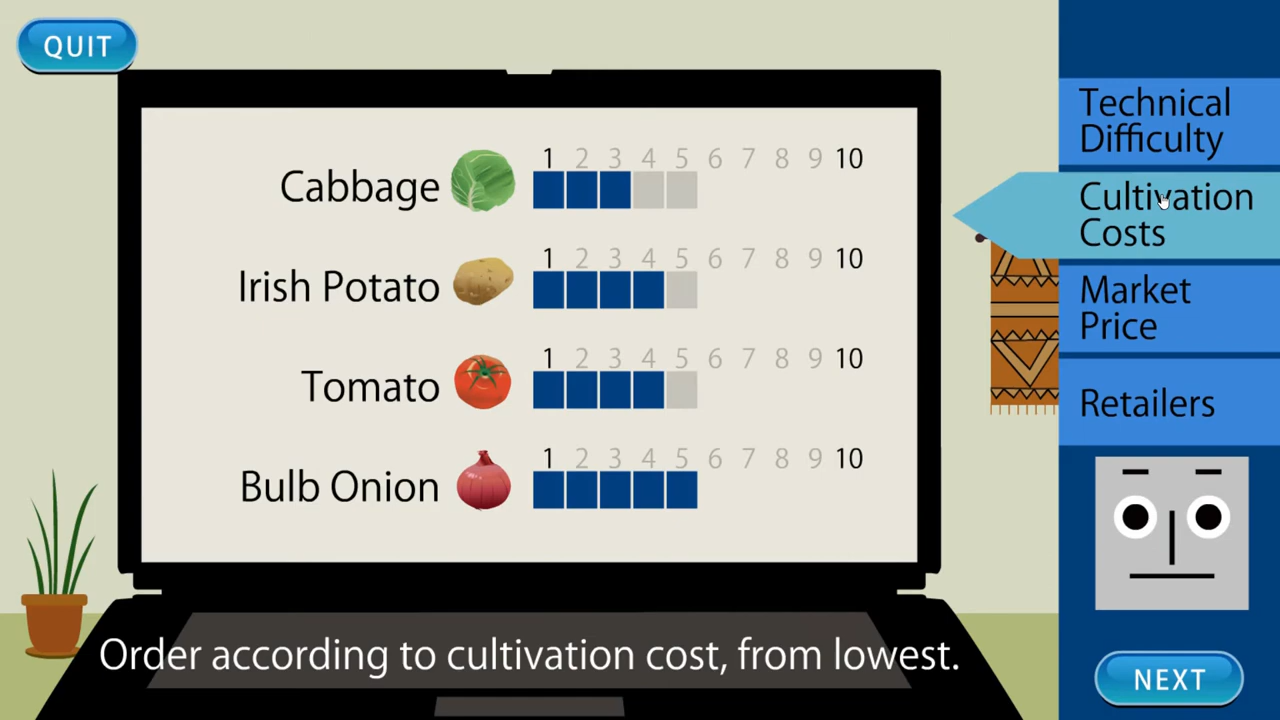 QUIT
1 2 3 4 5 6 7 8 9 10
Cabbage
1 2 3 4 5 6 7 8 9 10
Irish Potato
1 2 3 4 5 6 7 8 9 10
Tomato
1 2 3 4 5 6 7 8 9 10
Bulb Onion
Order according to cultivation cost, from lowest.
Technical
Difficulty
Cultivation
Costs
Market
Price
Retailers
NEXT